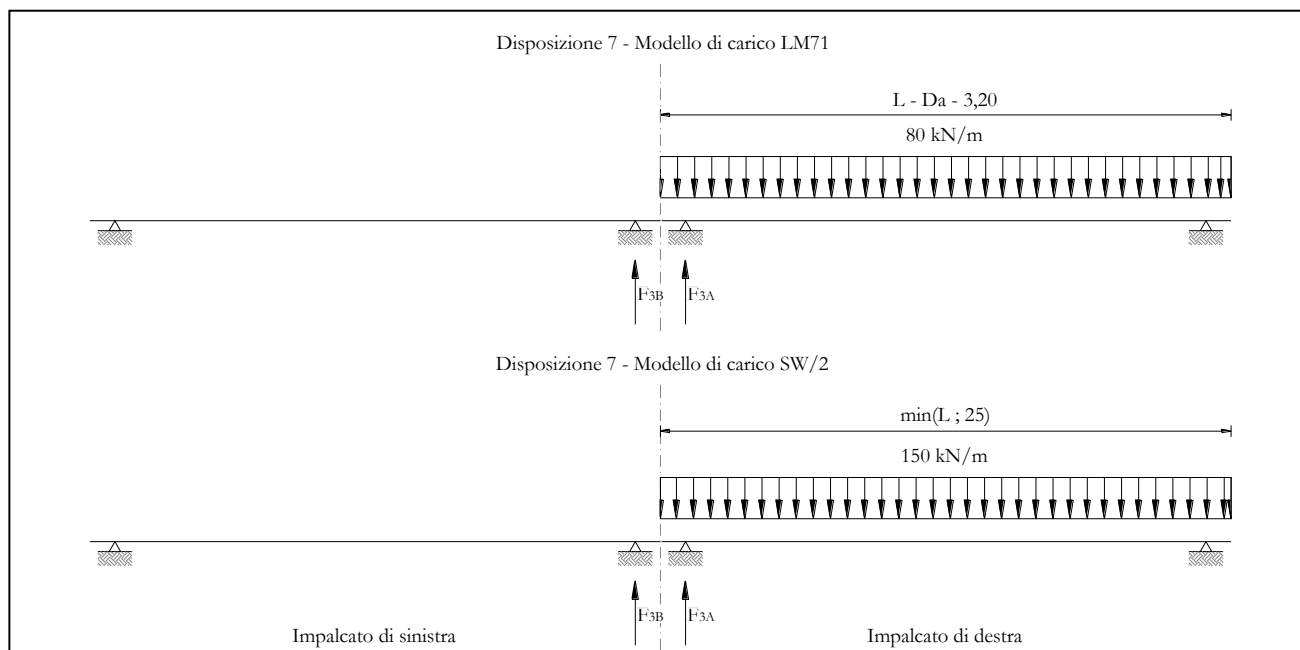 Disposizione 7 - Modello di carico LM71
L - Da - 3,20
80 kN/m
F3B
F3A
Disposizione 7 - Modello di carico SW/2
min(L ; 25)
150 kN/m
F3B
F3A
Impalcato di sinistra
Impalcato di destra